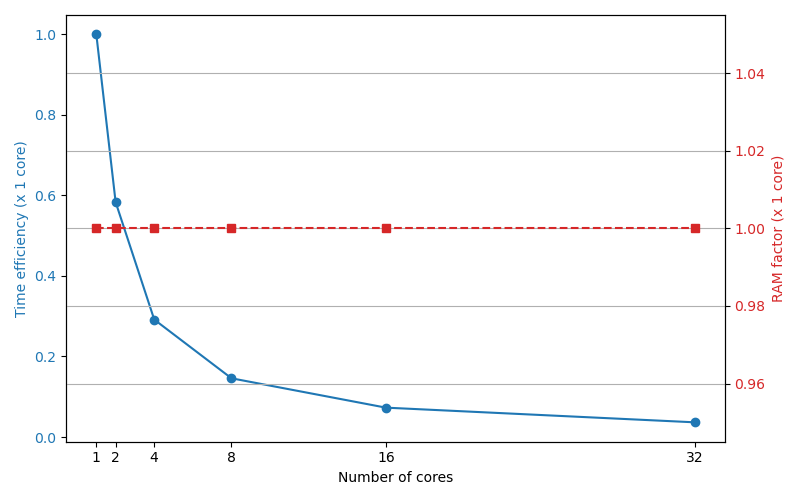 1.0
0.8
0.6
0.4
0.2
0.0
Time efficiency (x 1 core)
1.04
1.02
1.00
0.98
0.96
RAM factor (x 1 core)
1 2 4 8 16 32
Number of cores